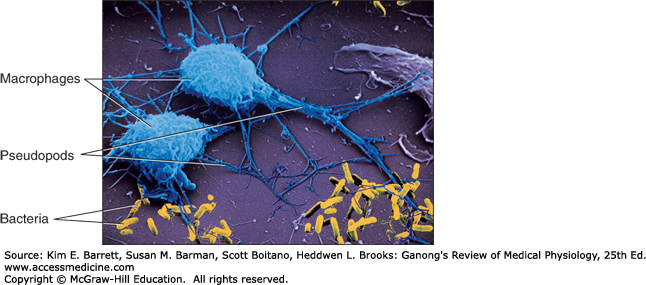 Macrophages
Pseudopods
Bacteria
Source: Kim E. Barrett, Susan M. Barman, Scott Boitano, Heddwen L. Brooks: Ganong's Review of Medical Physiology, 25th Ed.
www.accessmedicine.com
Copyright © McGraw-Hill Education.  All rights reserved.